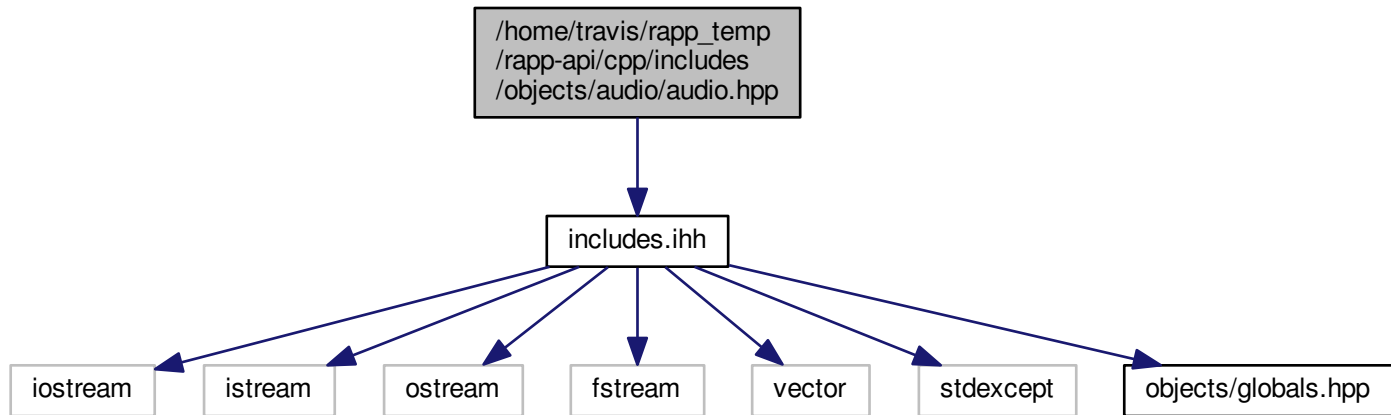 /home/travis/rapp_temp
/rapp-api/cpp/includes
/objects/audio/audio.hpp
includes.ihh
iostream
istream
ostream
fstream
vector
stdexcept
objects/globals.hpp